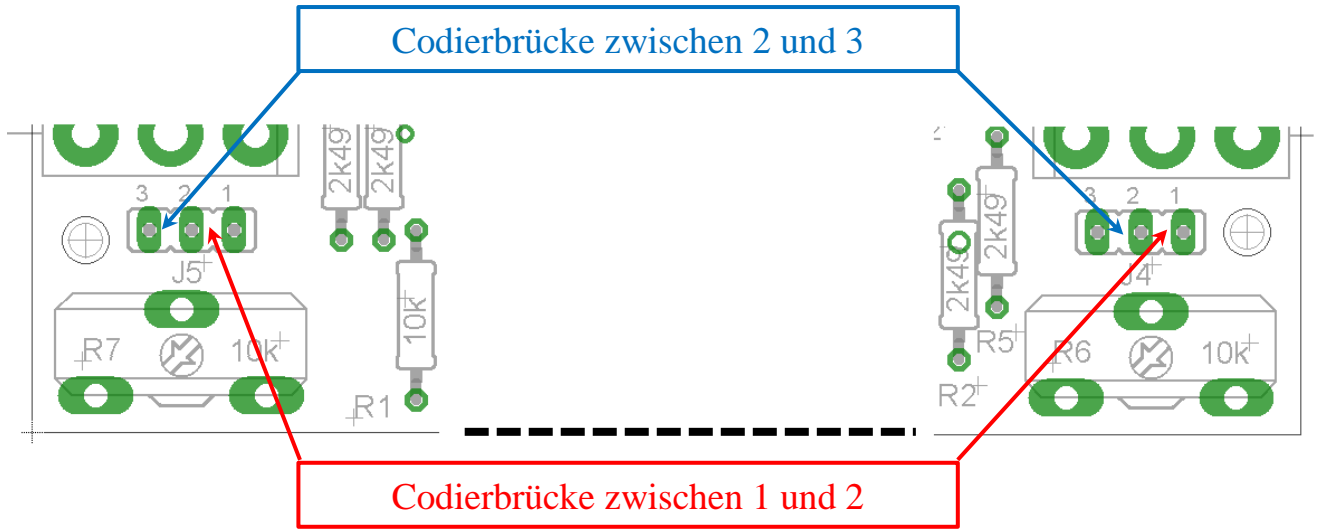 Codierbrücke zwischen 2 und 3
2k49
2k49
2k49
2k49
3 2 1
3 2 1
J5
J4
10k
R7
10k
R5
R6
10k
R1
R2
Codierbrücke zwischen 1 und 2